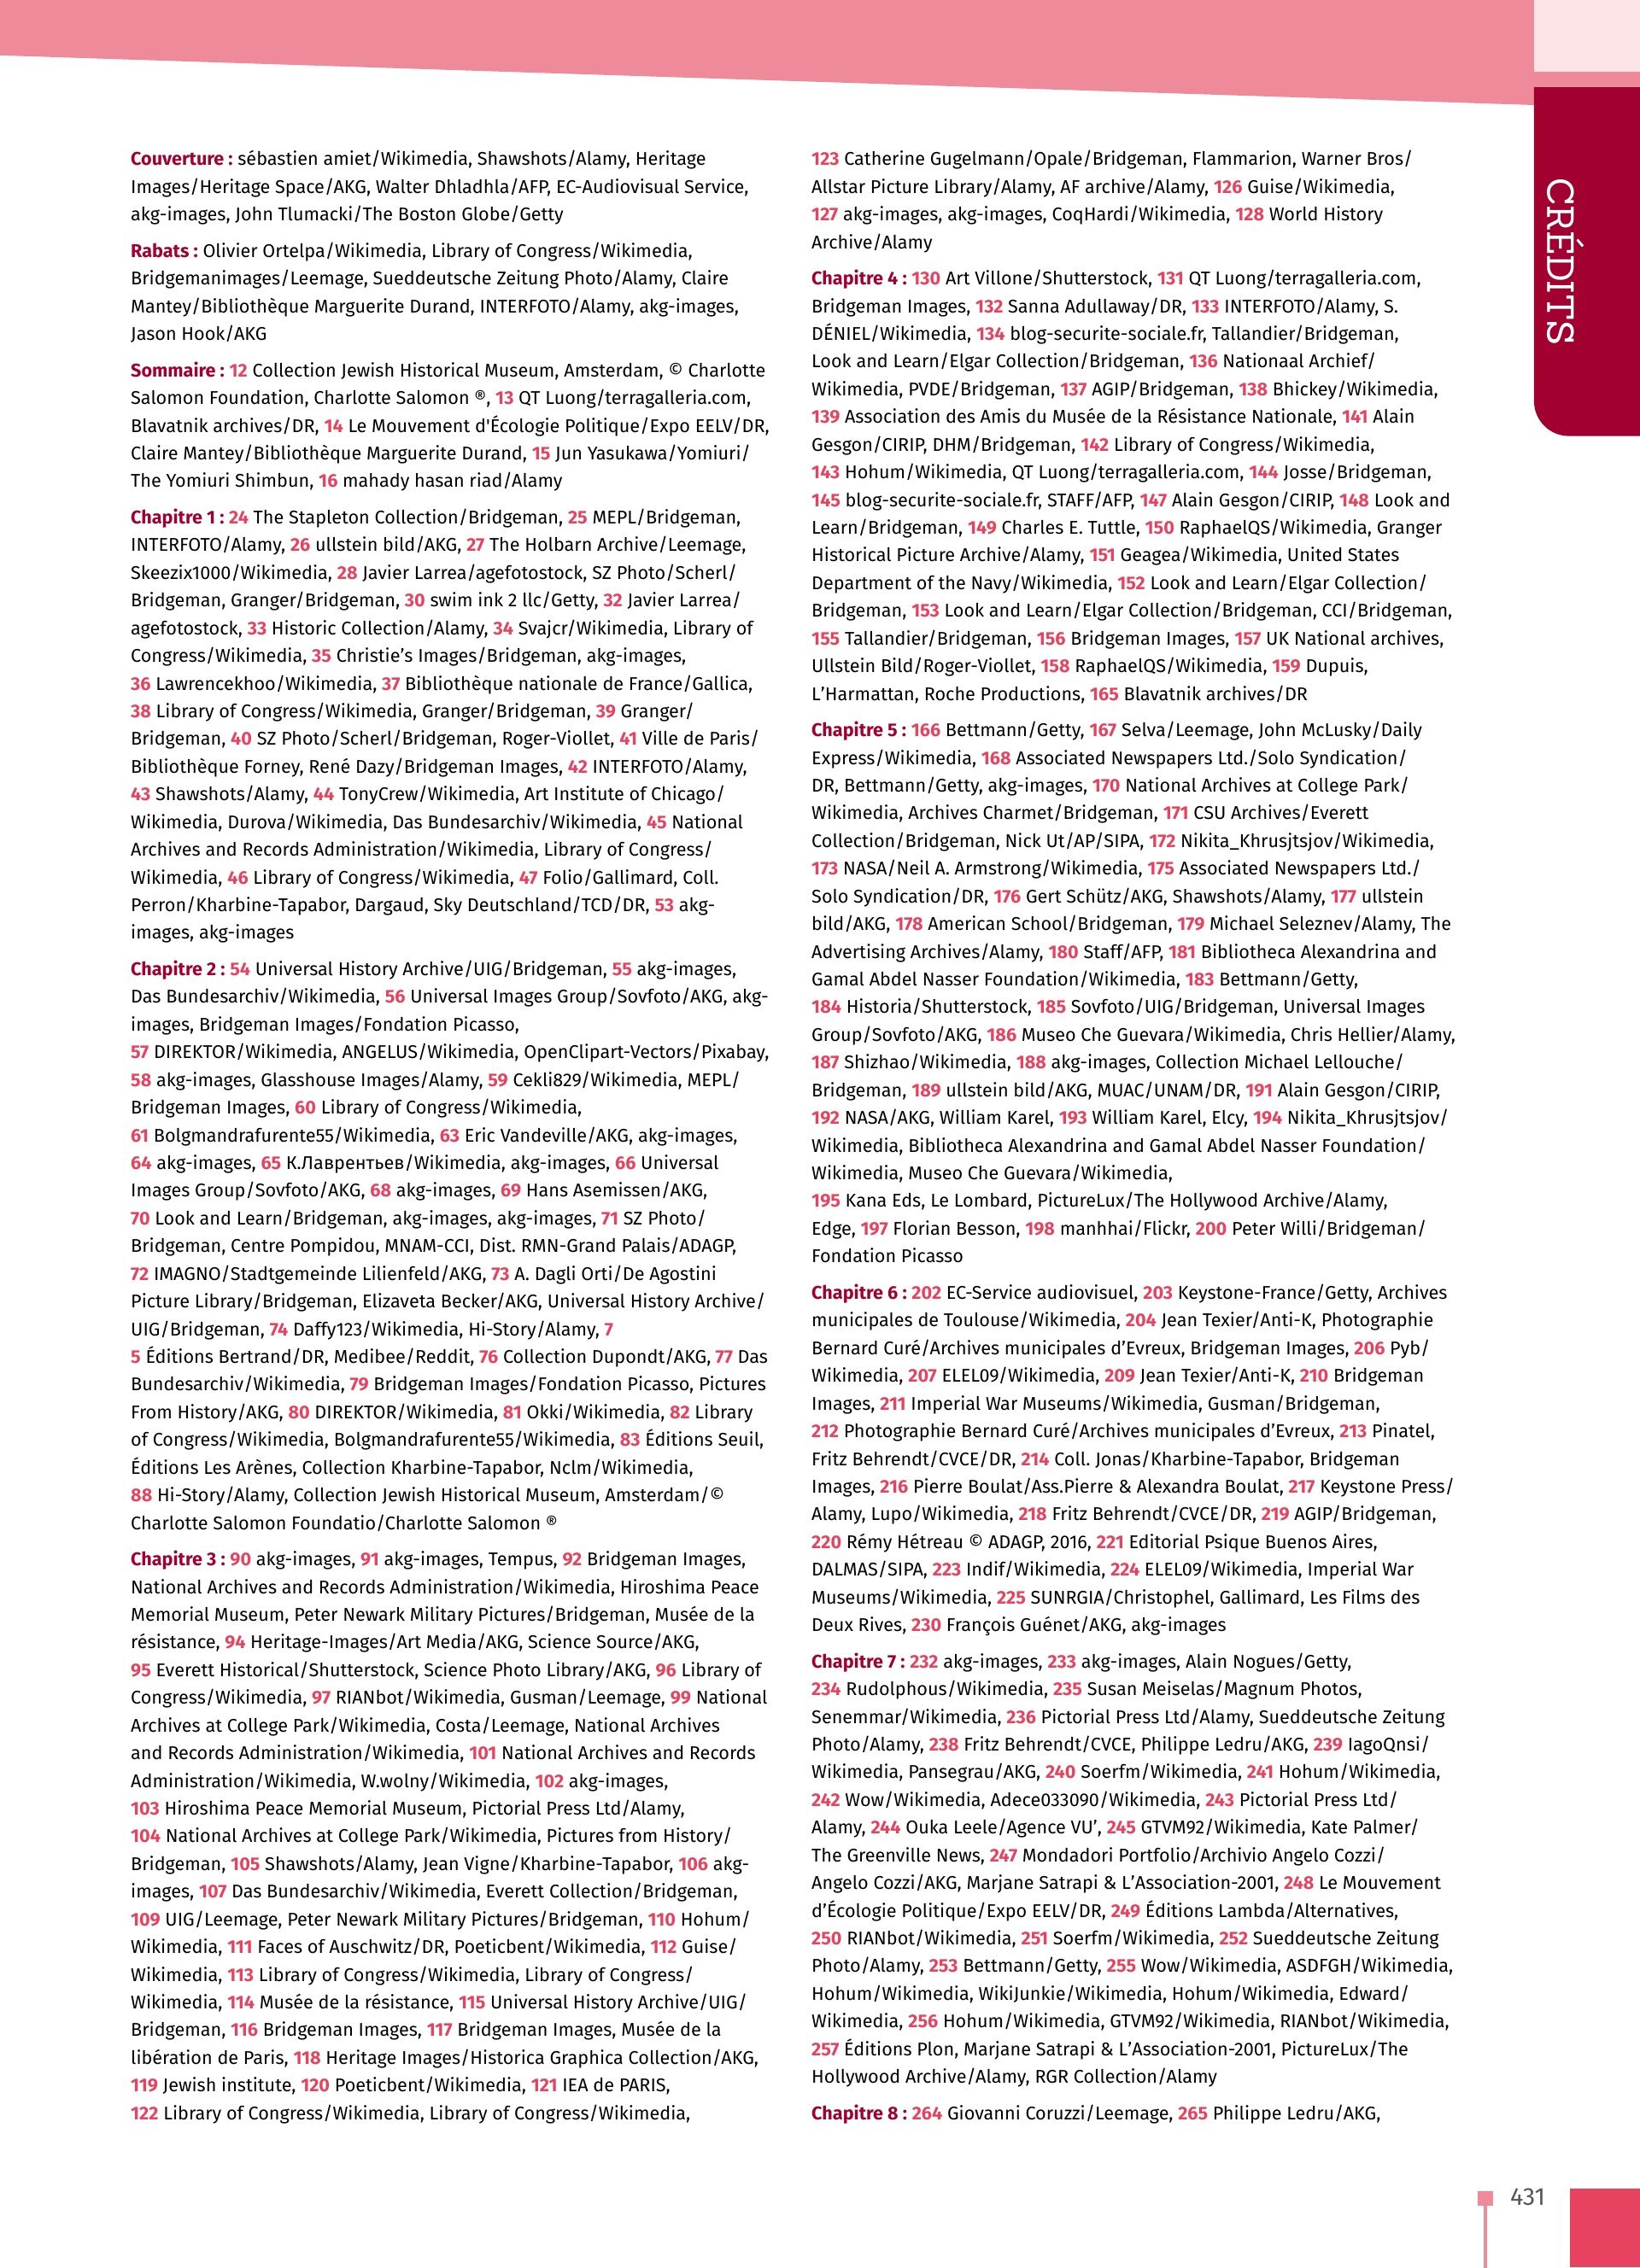 Couverture : sébastien amiet/Wikimedia, Shawshots/Alamy, Heritage
Images/Heritage Space/AKG, Walter Dhladhla/AFP, EC-Audiovisual Service,
akg-images, John Tlumacki/The Boston Globe/Getty
Rabats : Olivier Ortelpa/Wikimedia, Library of Congress/Wikimedia,
Bridgemanimages/Leemage, Sueddeutsche Zeitung Photo/Alamy, Claire
Mantey/Bibliothèque Marguerite Durand, INTERFOTO/Alamy, akg-images,
Jason Hook/AKG
Sommaire : 12 Collection Jewish Historical Museum, Amsterdam, © Charlotte
Salomon Foundation, Charlotte Salomon ®, 13 QT Luong/terragalleria.com,
Blavatnik archives/DR, 14 Le Mouvement d'Écologie Politique/Expo EELV/DR,
Claire Mantey/Bibliothèque Marguerite Durand, 15 Jun Yasukawa/Yomiuri/
The Yomiuri Shimbun, 16 mahady hasan riad/Alamy
Chapitre 1 : 24 The Stapleton Collection/Bridgeman, 25 MEPL/Bridgeman,
INTERFOTO/Alamy, 26 ullstein bild/AKG, 27 The Holbarn Archive/Leemage,
Skeezix1000/Wikimedia, 28 Javier Larrea/agefotostock, SZ Photo/Scherl/
Bridgeman, Granger/Bridgeman, 30 swim ink 2 llc/Getty, 32 Javier Larrea/
agefotostock, 33 Historic Collection/Alamy, 34 Svajcr/Wikimedia, Library of
Congress/Wikimedia, 35 Christie’s Images/Bridgeman, akg-images,
36 Lawrencekhoo/Wikimedia, 37 Bibliothèque nationale de France/Gallica,
38 Library of Congress/Wikimedia, Granger/Bridgeman, 39 Granger/
Bridgeman, 40 SZ Photo/Scherl/Bridgeman, Roger-Viollet, 41 Ville de Paris/
Bibliothèque Forney, René Dazy/Bridgeman Images, 42 INTERFOTO/Alamy,
43 Shawshots/Alamy, 44 TonyCrew/Wikimedia, Art Institute of Chicago/
Wikimedia, Durova/Wikimedia, Das Bundesarchiv/Wikimedia, 45 National
Archives and Records Administration/Wikimedia, Library of Congress/
Wikimedia, 46 Library of Congress/Wikimedia, 47 Folio/Gallimard, Coll.
Perron/Kharbine-Tapabor, Dargaud, Sky Deutschland/TCD/DR, 53 akg-
images, akg-images
Chapitre 2 : 54 Universal History Archive/UIG/Bridgeman, 55 akg-images,
Das Bundesarchiv/Wikimedia, 56 Universal Images Group/Sovfoto/AKG, akg-
images, Bridgeman Images/Fondation Picasso,
57 DIREKTOR/Wikimedia, ANGELUS/Wikimedia, OpenClipart-Vectors/Pixabay,
58 akg-images, Glasshouse Images/Alamy, 59 Cekli829/Wikimedia, MEPL/
Bridgeman Images, 60 Library of Congress/Wikimedia,
61 Bolgmandrafurente55/Wikimedia, 63 Eric Vandeville/AKG, akg-images,
64 akg-images, 65 К.Лаврентьев/Wikimedia, akg-images, 66 Universal
Images Group/Sovfoto/AKG, 68 akg-images, 69 Hans Asemissen/AKG,
70 Look and Learn/Bridgeman, akg-images, akg-images, 71 SZ Photo/
Bridgeman, Centre Pompidou, MNAM-CCI, Dist. RMN-Grand Palais/ADAGP,
72 IMAGNO/Stadtgemeinde Lilienfeld/AKG, 73 A. Dagli Orti/De Agostini
Picture Library/Bridgeman, Elizaveta Becker/AKG, Universal History Archive/
UIG/Bridgeman, 74 Daffy123/Wikimedia, Hi-Story/Alamy, 7
5 Éditions Bertrand/DR, Medibee/Reddit, 76 Collection Dupondt/AKG, 77 Das
Bundesarchiv/Wikimedia, 79 Bridgeman Images/Fondation Picasso, Pictures
From History/AKG, 80 DIREKTOR/Wikimedia, 81 Okki/Wikimedia, 82 Library
of Congress/Wikimedia, Bolgmandrafurente55/Wikimedia, 83 Éditions Seuil,
Éditions Les Arènes, Collection Kharbine-Tapabor, Nclm/Wikimedia,
88 Hi-Story/Alamy, Collection Jewish Historical Museum, Amsterdam/©
Charlotte Salomon Foundatio/Charlotte Salomon ®
Chapitre 3 : 90 akg-images, 91 akg-images, Tempus, 92 Bridgeman Images,
National Archives and Records Administration/Wikimedia, Hiroshima Peace
Memorial Museum, Peter Newark Military Pictures/Bridgeman, Musée de la
résistance, 94 Heritage-Images/Art Media/AKG, Science Source/AKG,
95 Everett Historical/Shutterstock, Science Photo Library/AKG, 96 Library of
Congress/Wikimedia, 97 RIANbot/Wikimedia, Gusman/Leemage, 99 National
Archives at College Park/Wikimedia, Costa/Leemage, National Archives
and Records Administration/Wikimedia, 101 National Archives and Records
Administration/Wikimedia, W.wolny/Wikimedia, 102 akg-images,
103 Hiroshima Peace Memorial Museum, Pictorial Press Ltd/Alamy,
104 National Archives at College Park/Wikimedia, Pictures from History/
Bridgeman, 105 Shawshots/Alamy, Jean Vigne/Kharbine-Tapabor, 106 akg-
images, 107 Das Bundesarchiv/Wikimedia, Everett Collection/Bridgeman,
109 UIG/Leemage, Peter Newark Military Pictures/Bridgeman, 110 Hohum/
Wikimedia, 111 Faces of Auschwitz/DR, Poeticbent/Wikimedia, 112 Guise/
Wikimedia, 113 Library of Congress/Wikimedia, Library of Congress/
Wikimedia, 114 Musée de la résistance, 115 Universal History Archive/UIG/
Bridgeman, 116 Bridgeman Images, 117 Bridgeman Images, Musée de la
libération de Paris, 118 Heritage Images/Historica Graphica Collection/AKG,
119 Jewish institute, 120 Poeticbent/Wikimedia, 121 IEA de PARIS,
122 Library of Congress/Wikimedia, Library of Congress/Wikimedia,
123 Catherine Gugelmann/Opale/Bridgeman, Flammarion, Warner Bros/
Allstar Picture Library/Alamy, AF archive/Alamy, 126 Guise/Wikimedia,
127 akg-images, akg-images, CoqHardi/Wikimedia, 128 World History
Archive/Alamy
Chapitre 4 : 130 Art Villone/Shutterstock, 131 QT Luong/terragalleria.com,
Bridgeman Images, 132 Sanna Adullaway/DR, 133 INTERFOTO/Alamy, S.
DÉNIEL/Wikimedia, 134 blog-securite-sociale.fr, Tallandier/Bridgeman,
Look and Learn/Elgar Collection/Bridgeman, 136 Nationaal Archief/
Wikimedia, PVDE/Bridgeman, 137 AGIP/Bridgeman, 138 Bhickey/Wikimedia,
139 Association des Amis du Musée de la Résistance Nationale, 141 Alain
Gesgon/CIRIP, DHM/Bridgeman, 142 Library of Congress/Wikimedia,
143 Hohum/Wikimedia, QT Luong/terragalleria.com, 144 Josse/Bridgeman,
145 blog-securite-sociale.fr, STAFF/AFP, 147 Alain Gesgon/CIRIP, 148 Look and
Learn/Bridgeman, 149 Charles E. Tuttle, 150 RaphaelQS/Wikimedia, Granger
Historical Picture Archive/Alamy, 151 Geagea/Wikimedia, United States
Department of the Navy/Wikimedia, 152 Look and Learn/Elgar Collection/
Bridgeman, 153 Look and Learn/Elgar Collection/Bridgeman, CCI/Bridgeman,
155 Tallandier/Bridgeman, 156 Bridgeman Images, 157 UK National archives,
Ullstein Bild/Roger-Viollet, 158 RaphaelQS/Wikimedia, 159 Dupuis,
L’Harmattan, Roche Productions, 165 Blavatnik archives/DR
Chapitre 5 : 166 Bettmann/Getty, 167 Selva/Leemage, John McLusky/Daily
Express/Wikimedia, 168 Associated Newspapers Ltd./Solo Syndication/
DR, Bettmann/Getty, akg-images, 170 National Archives at College Park/
Wikimedia, Archives Charmet/Bridgeman, 171 CSU Archives/Everett
Collection/Bridgeman, Nick Ut/AP/SIPA, 172 Nikita_Khrusjtsjov/Wikimedia,
173 NASA/Neil A. Armstrong/Wikimedia, 175 Associated Newspapers Ltd./
Solo Syndication/DR, 176 Gert Schütz/AKG, Shawshots/Alamy, 177 ullstein
bild/AKG, 178 American School/Bridgeman, 179 Michael Seleznev/Alamy, The
Advertising Archives/Alamy, 180 Staff/AFP, 181 Bibliotheca Alexandrina and
Gamal Abdel Nasser Foundation/Wikimedia, 183 Bettmann/Getty,
184 Historia/Shutterstock, 185 Sovfoto/UIG/Bridgeman, Universal Images
Group/Sovfoto/AKG, 186 Museo Che Guevara/Wikimedia, Chris Hellier/Alamy,
187 Shizhao/Wikimedia, 188 akg-images, Collection Michael Lellouche/
Bridgeman, 189 ullstein bild/AKG, MUAC/UNAM/DR, 191 Alain Gesgon/CIRIP,
192 NASA/AKG, William Karel, 193 William Karel, Elcy, 194 Nikita_Khrusjtsjov/
Wikimedia, Bibliotheca Alexandrina and Gamal Abdel Nasser Foundation/
Wikimedia, Museo Che Guevara/Wikimedia,
195 Kana Eds, Le Lombard, PictureLux/The Hollywood Archive/Alamy,
Edge, 197 Florian Besson, 198 manhhai/Flickr, 200 Peter Willi/Bridgeman/
Fondation Picasso
Chapitre 6 : 202 EC-Service audiovisuel, 203 Keystone-France/Getty, Archives
municipales de Toulouse/Wikimedia, 204 Jean Texier/Anti-K, Photographie
Bernard Curé/Archives municipales d’Evreux, Bridgeman Images, 206 Pyb/
Wikimedia, 207 ELEL09/Wikimedia, 209 Jean Texier/Anti-K, 210 Bridgeman
Images, 211 Imperial War Museums/Wikimedia, Gusman/Bridgeman,
212 Photographie Bernard Curé/Archives municipales d’Evreux, 213 Pinatel,
Fritz Behrendt/CVCE/DR, 214 Coll. Jonas/Kharbine-Tapabor, Bridgeman
Images, 216 Pierre Boulat/Ass.Pierre & Alexandra Boulat, 217 Keystone Press/
Alamy, Lupo/Wikimedia, 218 Fritz Behrendt/CVCE/DR, 219 AGIP/Bridgeman,
220 Rémy Hétreau © ADAGP, 2016, 221 Editorial Psique Buenos Aires,
DALMAS/SIPA, 223 Indif/Wikimedia, 224 ELEL09/Wikimedia, Imperial War
Museums/Wikimedia, 225 SUNRGIA/Christophel, Gallimard, Les Films des
Deux Rives, 230 François Guénet/AKG, akg-images
Chapitre 7 : 232 akg-images, 233 akg-images, Alain Nogues/Getty,
234 Rudolphous/Wikimedia, 235 Susan Meiselas/Magnum Photos,
Senemmar/Wikimedia, 236 Pictorial Press Ltd/Alamy, Sueddeutsche Zeitung
Photo/Alamy, 238 Fritz Behrendt/CVCE, Philippe Ledru/AKG, 239 IagoQnsi/
Wikimedia, Pansegrau/AKG, 240 Soerfm/Wikimedia, 241 Hohum/Wikimedia,
242 Wow/Wikimedia, Adece033090/Wikimedia, 243 Pictorial Press Ltd/
Alamy, 244 Ouka Leele/Agence VU’, 245 GTVM92/Wikimedia, Kate Palmer/
The Greenville News, 247 Mondadori Portfolio/Archivio Angelo Cozzi/
Angelo Cozzi/AKG, Marjane Satrapi & L’Association-2001, 248 Le Mouvement
d’Écologie Politique/Expo EELV/DR, 249 Éditions Lambda/Alternatives,
250 RIANbot/Wikimedia, 251 Soerfm/Wikimedia, 252 Sueddeutsche Zeitung
Photo/Alamy, 253 Bettmann/Getty, 255 Wow/Wikimedia, ASDFGH/Wikimedia,
Hohum/Wikimedia, WikiJunkie/Wikimedia, Hohum/Wikimedia, Edward/
Wikimedia, 256 Hohum/Wikimedia, GTVM92/Wikimedia, RIANbot/Wikimedia,
257 Éditions Plon, Marjane Satrapi & L’Association-2001, PictureLux/The
Hollywood Archive/Alamy, RGR Collection/Alamy
Chapitre 8 : 264 Giovanni Coruzzi/Leemage, 265 Philippe Ledru/AKG,
CRÉDITS
431